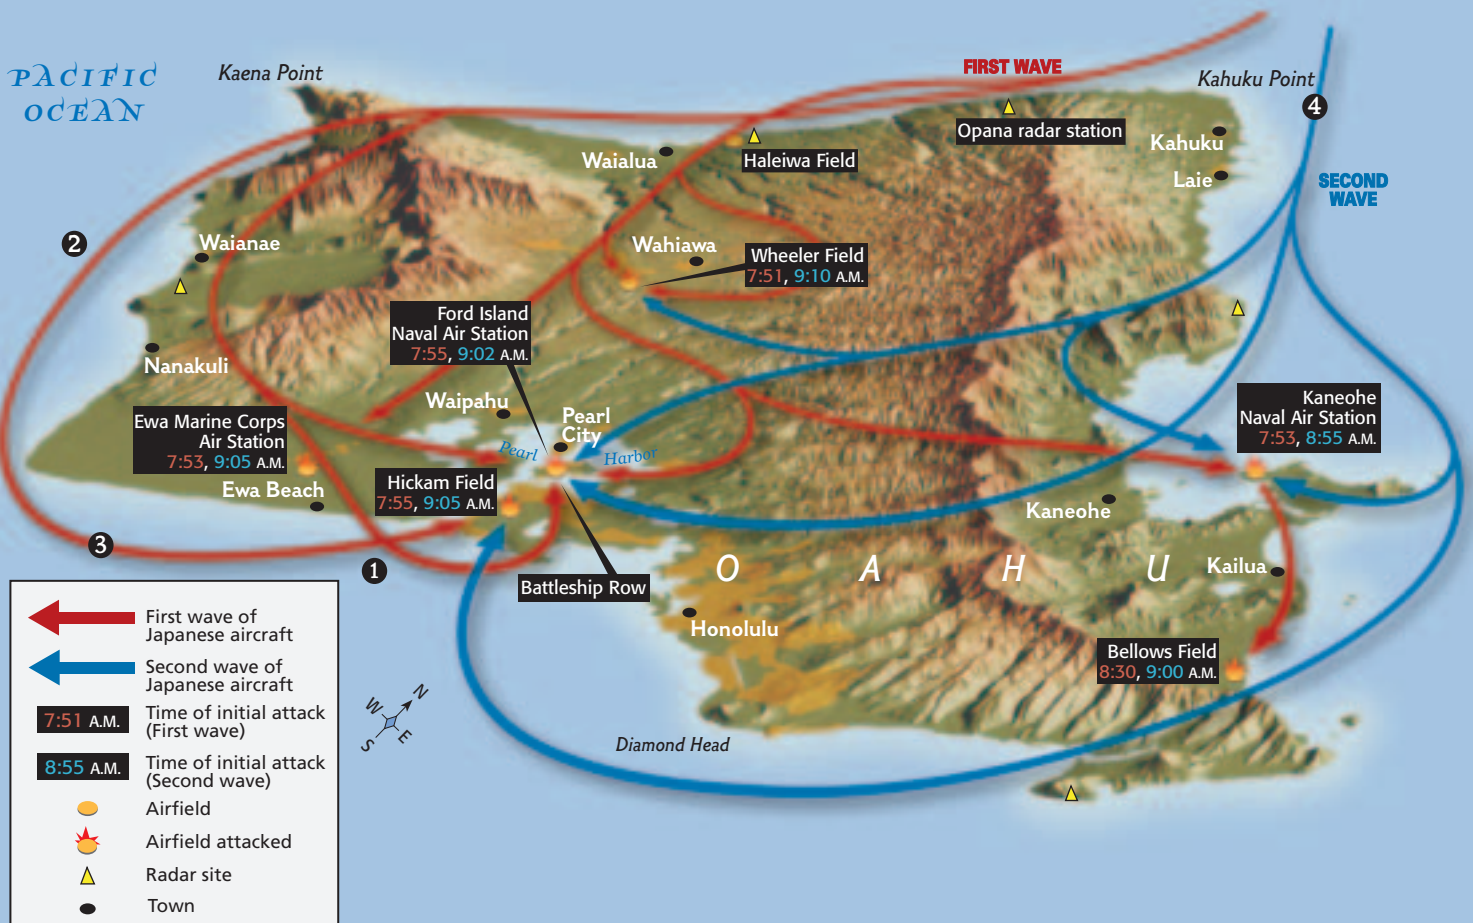 PACIFIC
OCEAN
Kaena Point
FIRST WAVE
Kahuku Point
4
Opana radar station
Kahuku
Waialua
Haleiwa Field
Laie
SECOND
WAVE
2
Waianae
Wahiawa
Wheeler Field
7:51, 9:10 A.M.
Ford Island
Naval Air Station
7:55, 9:02 A.M.
Nanakuli
Waipahu
Pearl
City
Kaneohe
Naval Air Station
7:53, 8:55 A.M.
Ewa Marine Corps
Air Station
7:53, 9:05 A.M.
Pearl Harbor
Hickam Field
7:55, 9:05 A.M.
Ewa Beach
Kaneohe
3
1
OAHU
Kailua
Battleship Row
Honolulu
Bellows Field
8:30, 9:00 A.M.
Diamond Head
N
W
E
S
First wave of
Japanese aircraft
Second wave of
Japanese aircraft
7:51 A.M.
Time of initial attack
(First wave)
8:55 A.M.
Time of initial attack
(Second wave)
Airfield
Airfield attacked
Radar site
Town